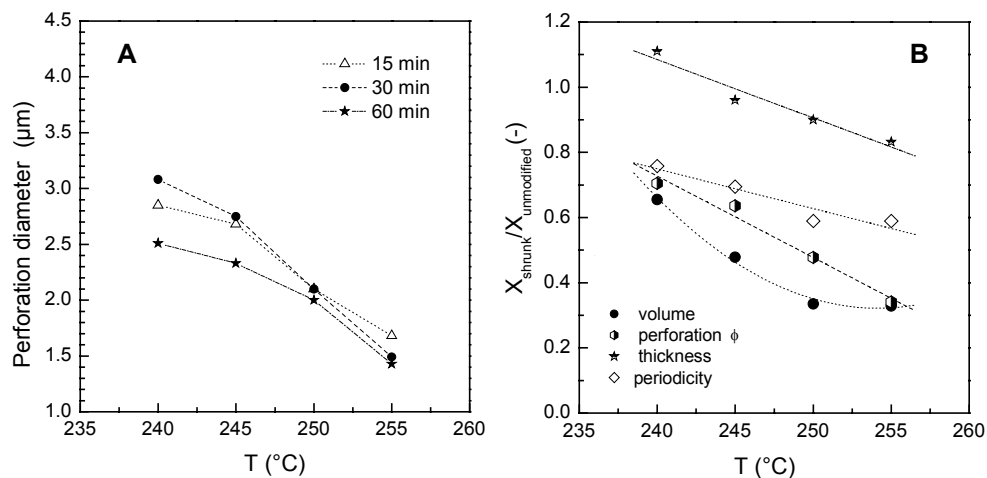 A
15 min
30 min
60 min
Perforation diameter (μm)
4.5
4.0
3.5
3.0
2.5
2.0
1.5
1.0
235 240 245 250 255 260
T (°C)
B
X shrunk/X unmodified (-)
1.2
1.0
0.8
0.6
0.4
0.2
0.0
volume
perforation ϕ
thickness
periodicity
235 240 245 250 255 260
T (°C)